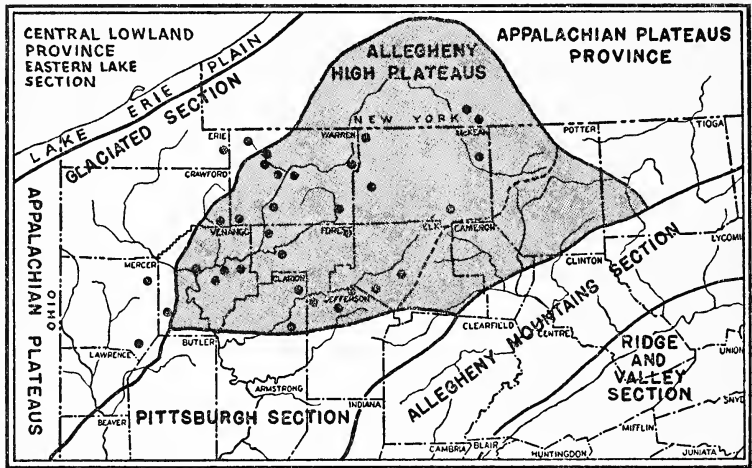 CENTRAL LOWLAND
PROVINCE
EASTERN LAKE
SECTION
LAKE ERIE PLAIN
GLACIATED SECTION
ALLEGHENY
HIGH PLATEAUS
APPALACHIAN PLATEAUS
PROVINCE
NEW YORK
ERIE
WARREN
McKEAN
POTTER
TIOGA
CRAWFORD
APPALACHIAN PLATEAUS
OHIO
VENANGO
FOREST
ELK
CAMERON
LYCOMI
MERCER
CLARION
JEFFERSON
CLINTON
ALLEGHENY MOUNTAINS SECTION
LAWRENCE
BUTLER
CLEARFIELD
CENTRE
RIDGE
AND
VALLEY
SECTION
UNION
ARMSTRONG
INDIANA
SNYD
BEAVER
PITTSBURGH SECTION
MIFFLIN
CAMBRIA
BLAIR
HUNTINGDON
JUNIATA